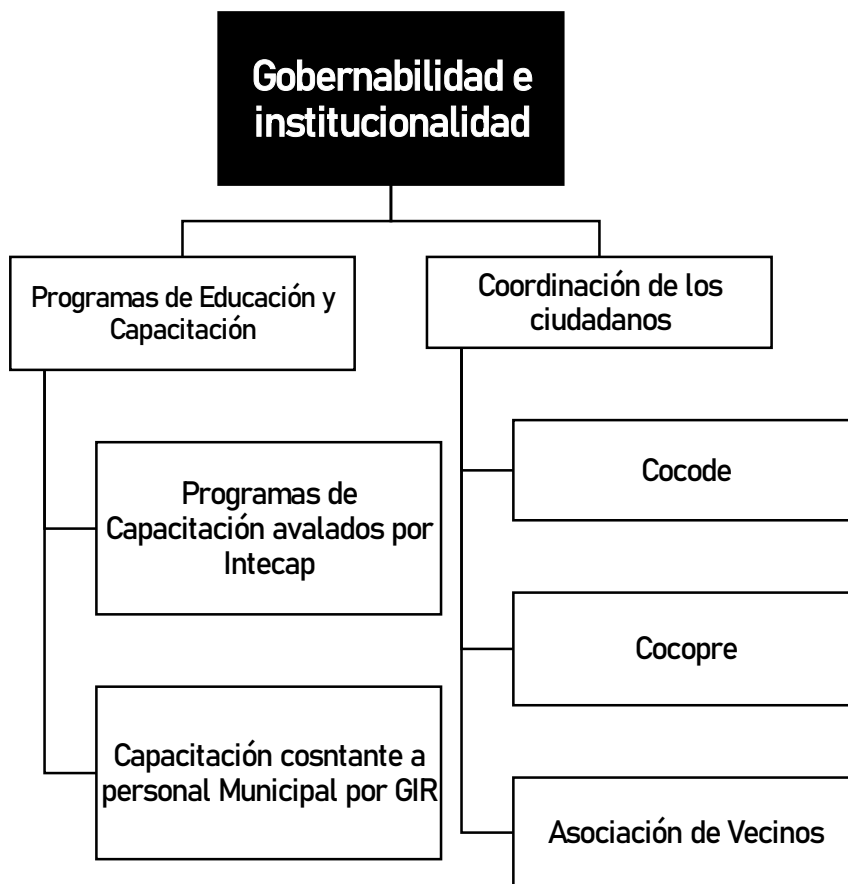 Gobernabilidad e
institucionalidad
Programas de Educación y
Capacitación
Programas de
Capacitación avalados por
Intecap
Capacitación cosntante a
personal Municipal por GIR
Coordinación de los
ciudadanos
Cocode
Cocopre
Asociación de Vecinos